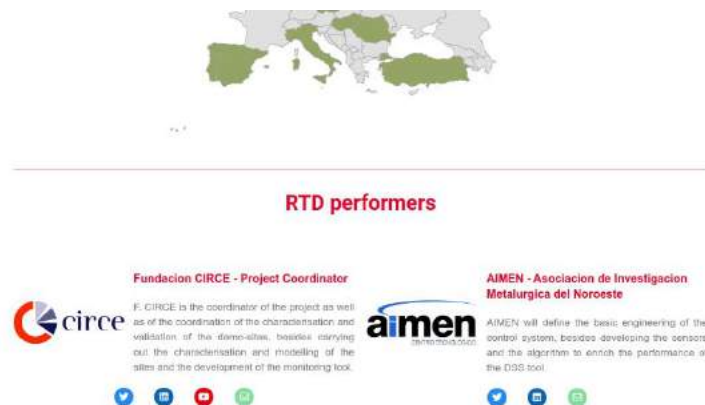 RTD performers
Fundacion CIRCE - Project Coordinator
F. CIRCE is the coordinator of the project as well
as of the coordination of the characterisation and
validation of the demo-sites, besides carrying
out the characterisation and modelling of the
sites and the development of the monitoring tool.
circe
AIMEN - Asociacion de Investigacion
Metalurgica del Noroeste
AIMEN will define the basic engineering of the
control system, besides developing the sensors
and the algorithm to enrich the performance of
the DSS tool.
aimen